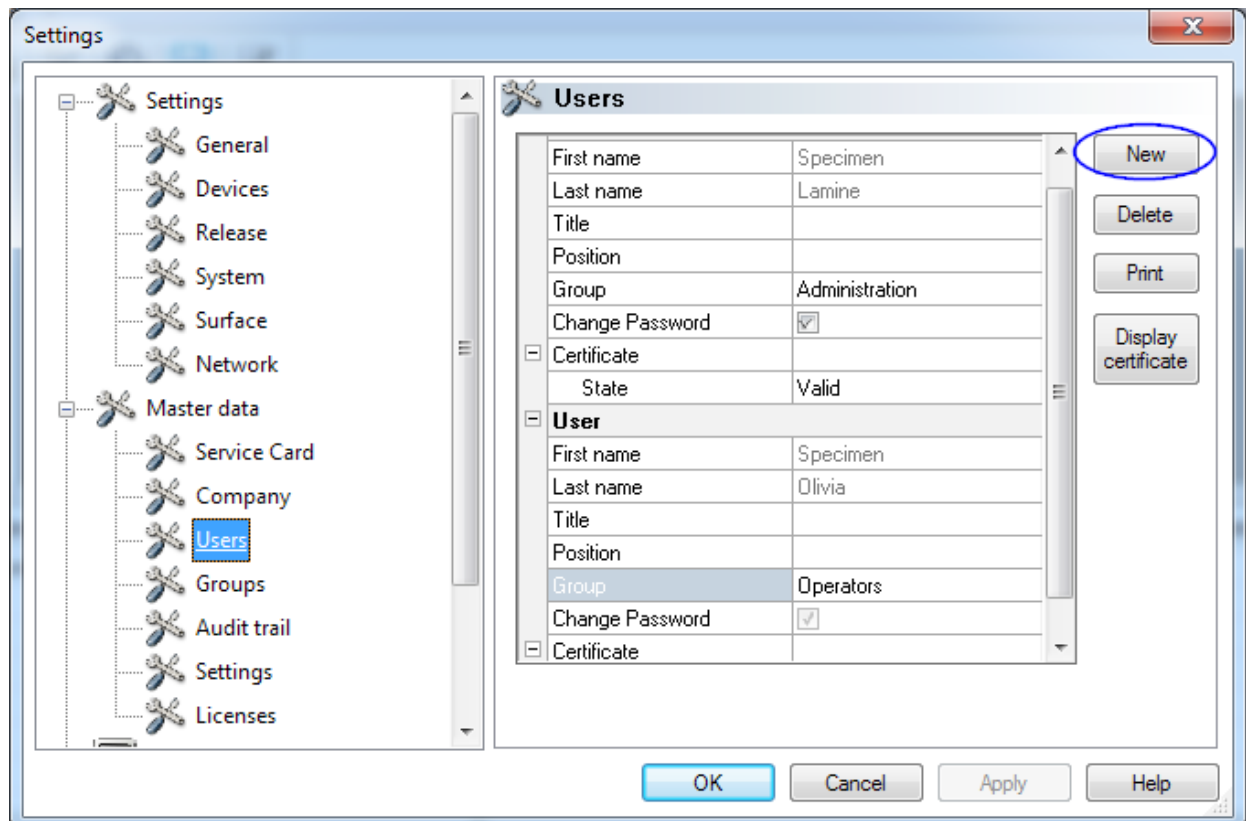 Settings
Settings
General
Devices
Release
System
Surface
Network
Master data
Service Card
Company
Users
Groups
Audit trail
Settings
Licenses
Users
First name Specimen
Last name Lamine
Title
Position
Group Administration
Change Password
Certificate
State Valid
User
First name Specimen
Last name Olivia
Title
Position
Group Operators
Change Password
Certificate
New
Delete
Print
Display
certificate
OK Cancel Apply Help